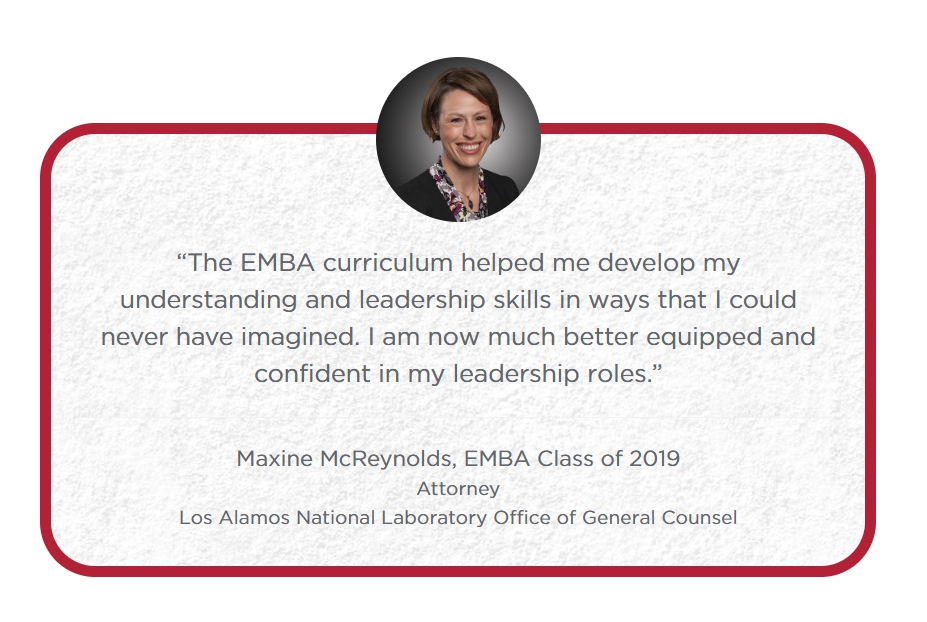 “The EMBA curriculum helped me develop my
understanding and leadership skills in ways that I could
never have imagined. I am now much better equipped and
confident in my leadership roles.”
Maxine McReynolds, EMBA Class of 2019
Attorney
Los Alamos National Laboratory Office of General Counsel